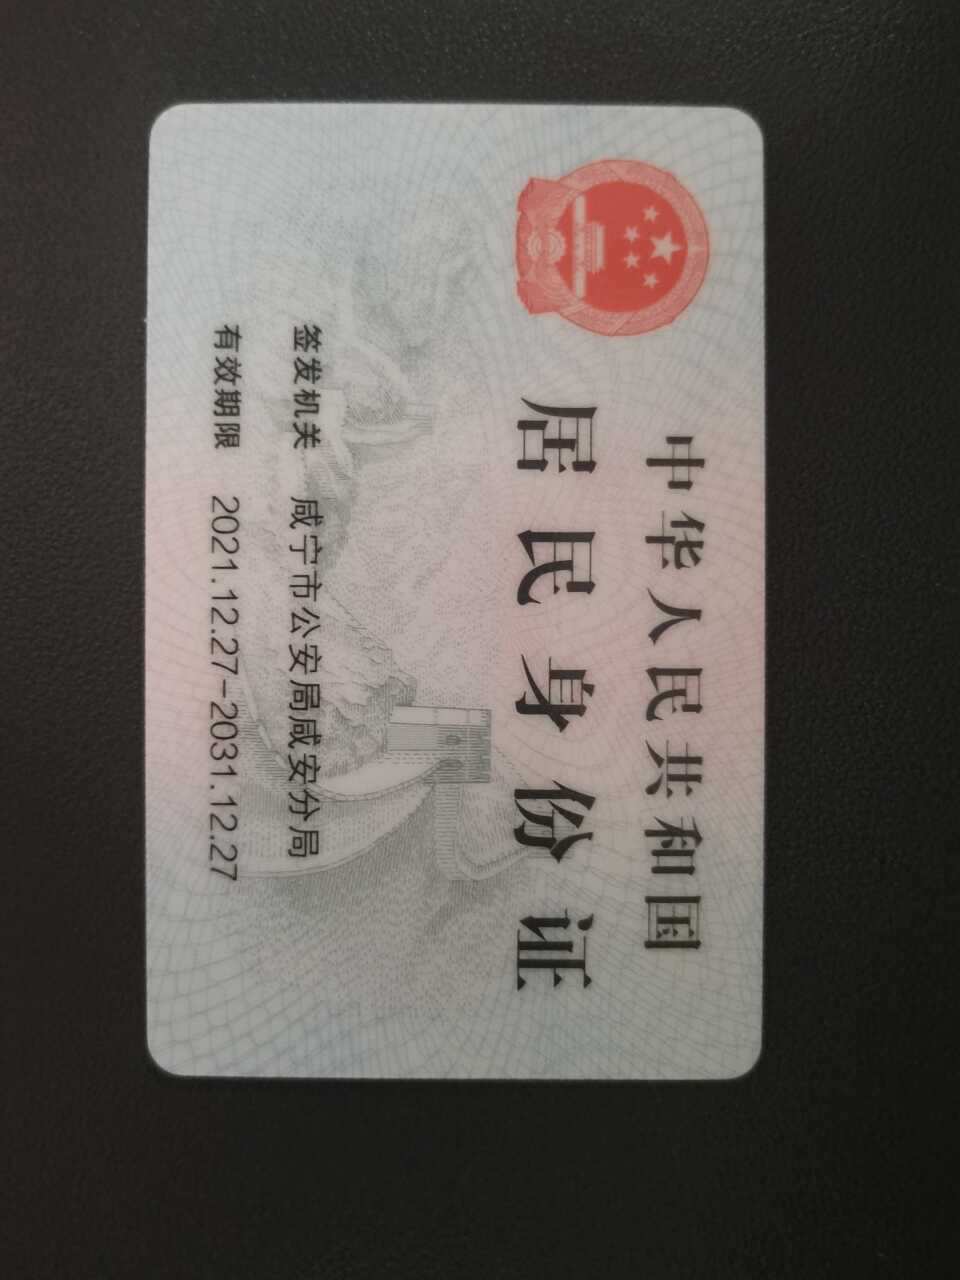 中华人民共和国
居民身份证
签发机关 咸宁市公安局咸安分局
有效期限 2021.12.27-2031.12.27